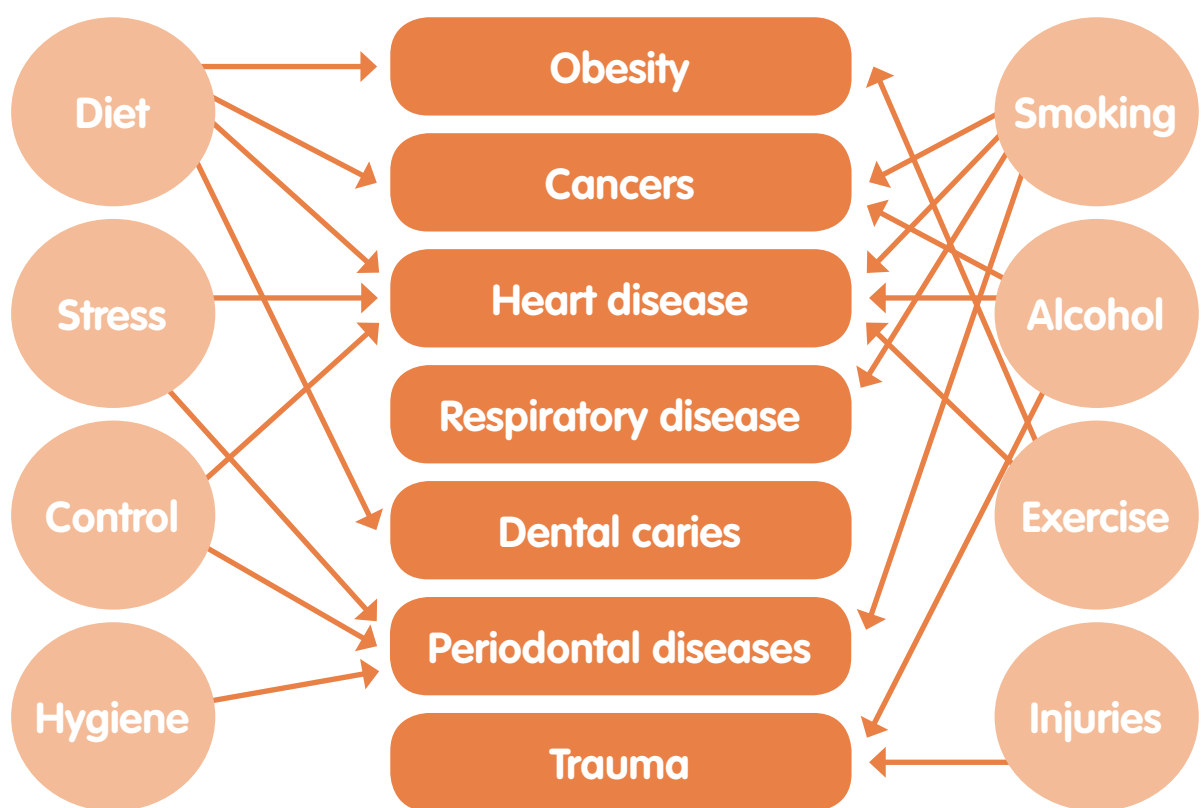 Diet
Stress
Control
Hygiene
Obesity
Cancers
Heart disease
Respiratory disease
Dental caries
Periodontal diseases
Trauma
Smoking
Alcohol
Exercise
Injuries